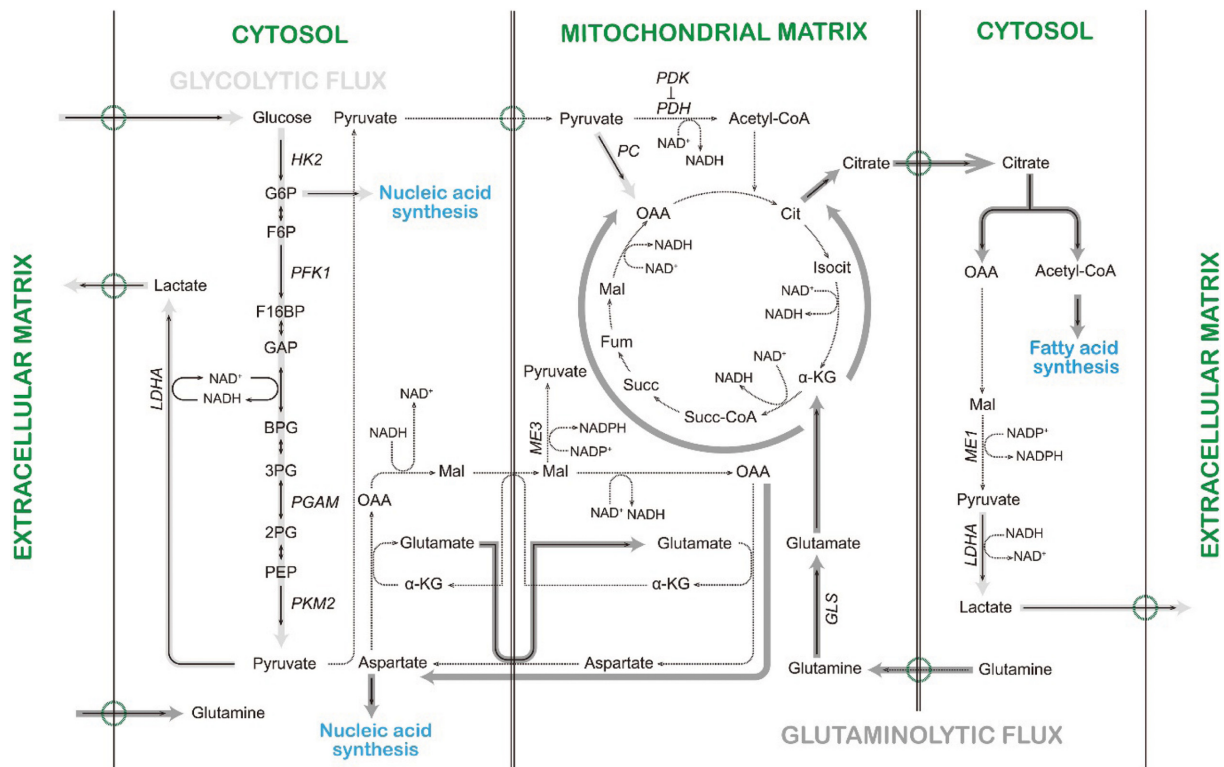 CYTOSOL
MITOCHONDRIAL MATRIX
CYTOSOL
GLYCOLYTIC FLUX
EXTRACELLULAR MATRIX
Glucose
HK2
G6P
Nucleic acid
synthesis
F6P
PFK1
F16BP
GAP
NAD⁺
NADH
BPG
3PG
PGAM
2PG
PEP
PKM2
Pyruvate
LDHA
Lactate
Glutamine
Pyruvate
NAD⁺
NADH
Mal
OAA
Glutamate
α-KG
Aspartate
Nucleic acid
synthesis
Pyruvate
PDK
PDH
NAD⁺
NADH
Acetyl-CoA
PC
OAA
Cit
Citrate
Isocit
NAD⁺
NADH
α-KG
NAD⁺
NADH
Succ-CoA
Succ
Fum
Mal
NADH
NAD⁺
Pyruvate
ME3
NADPH
NADP⁺
Mal
NAD⁺
NADH
OAA
Glutamate
α-KG
Aspartate
Glutamate
GLS
Glutamine
Citrate
OAA
Acetyl-CoA
Fatty acid
synthesis
Mal
ME1
NADP⁺
NADPH
Pyruvate
LDHA
NADH
NAD⁺
Lactate
Glutamine
GLUTAMINOLYTIC FLUX
EXTRACELLULAR MATRIX